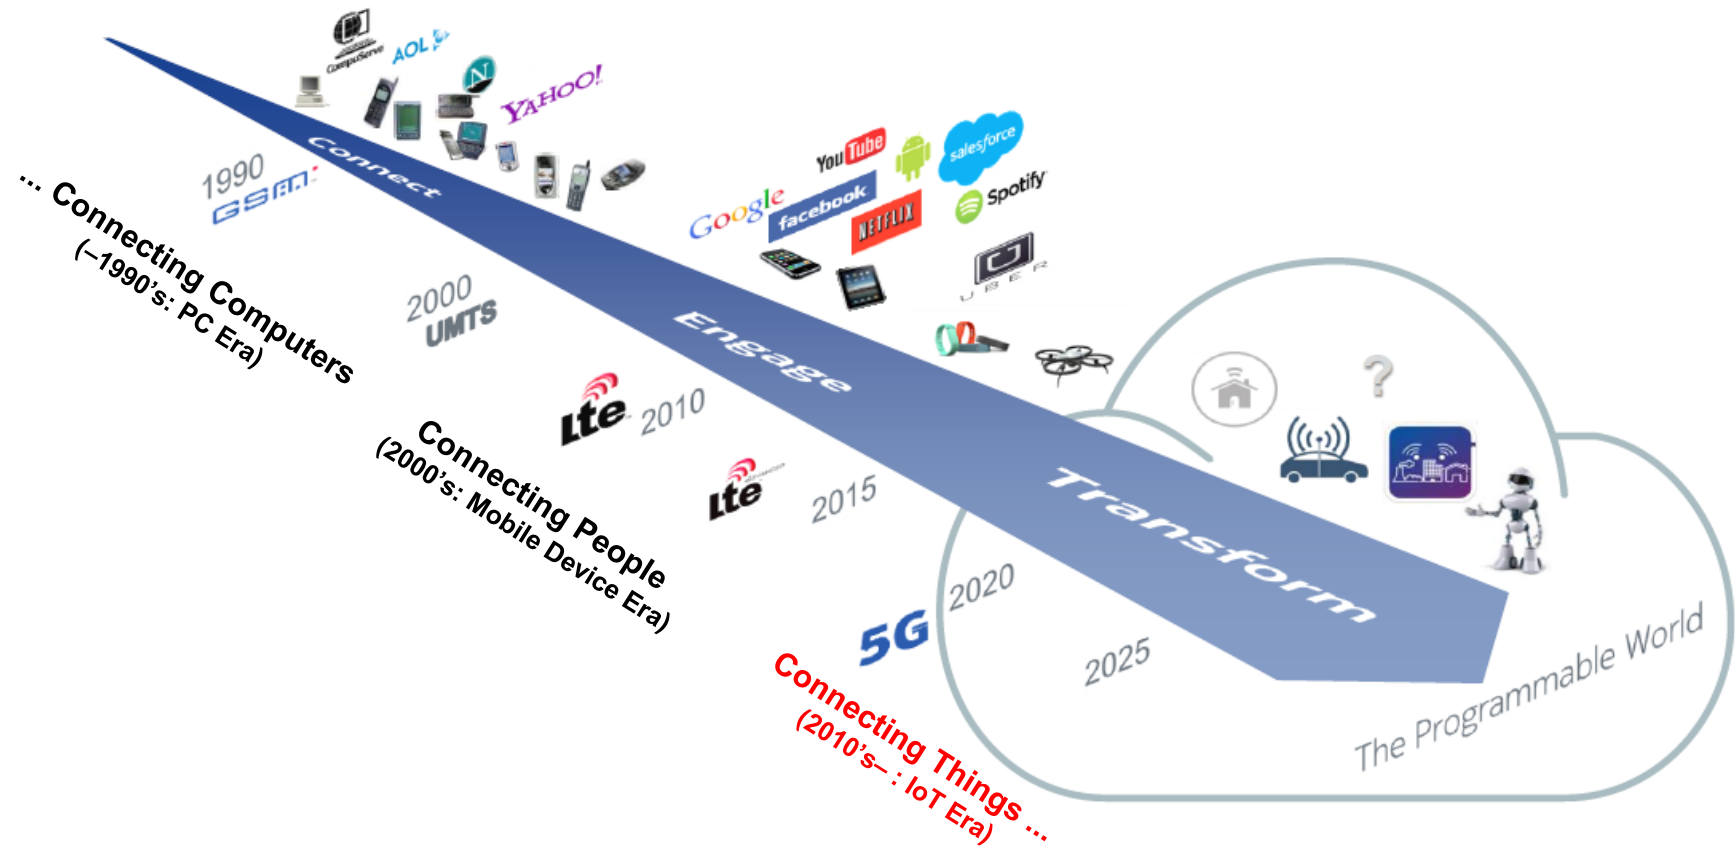 CompuServe
AOL
N
YAHOO!
Connect
1990
GSM
... Connecting Computers
(–1990's: PC Era)
2000
UMTS
You Tube
salesforce
Google
facebook
NETFLIX
Spotify
UBER
Engage
Lte
2010
Connecting People
(2000's: Mobile Device Era)
Lte
2015
?
Transform
2020
5G
2025
Connecting Things ...
(2010's– : IoT Era)
The Programmable World